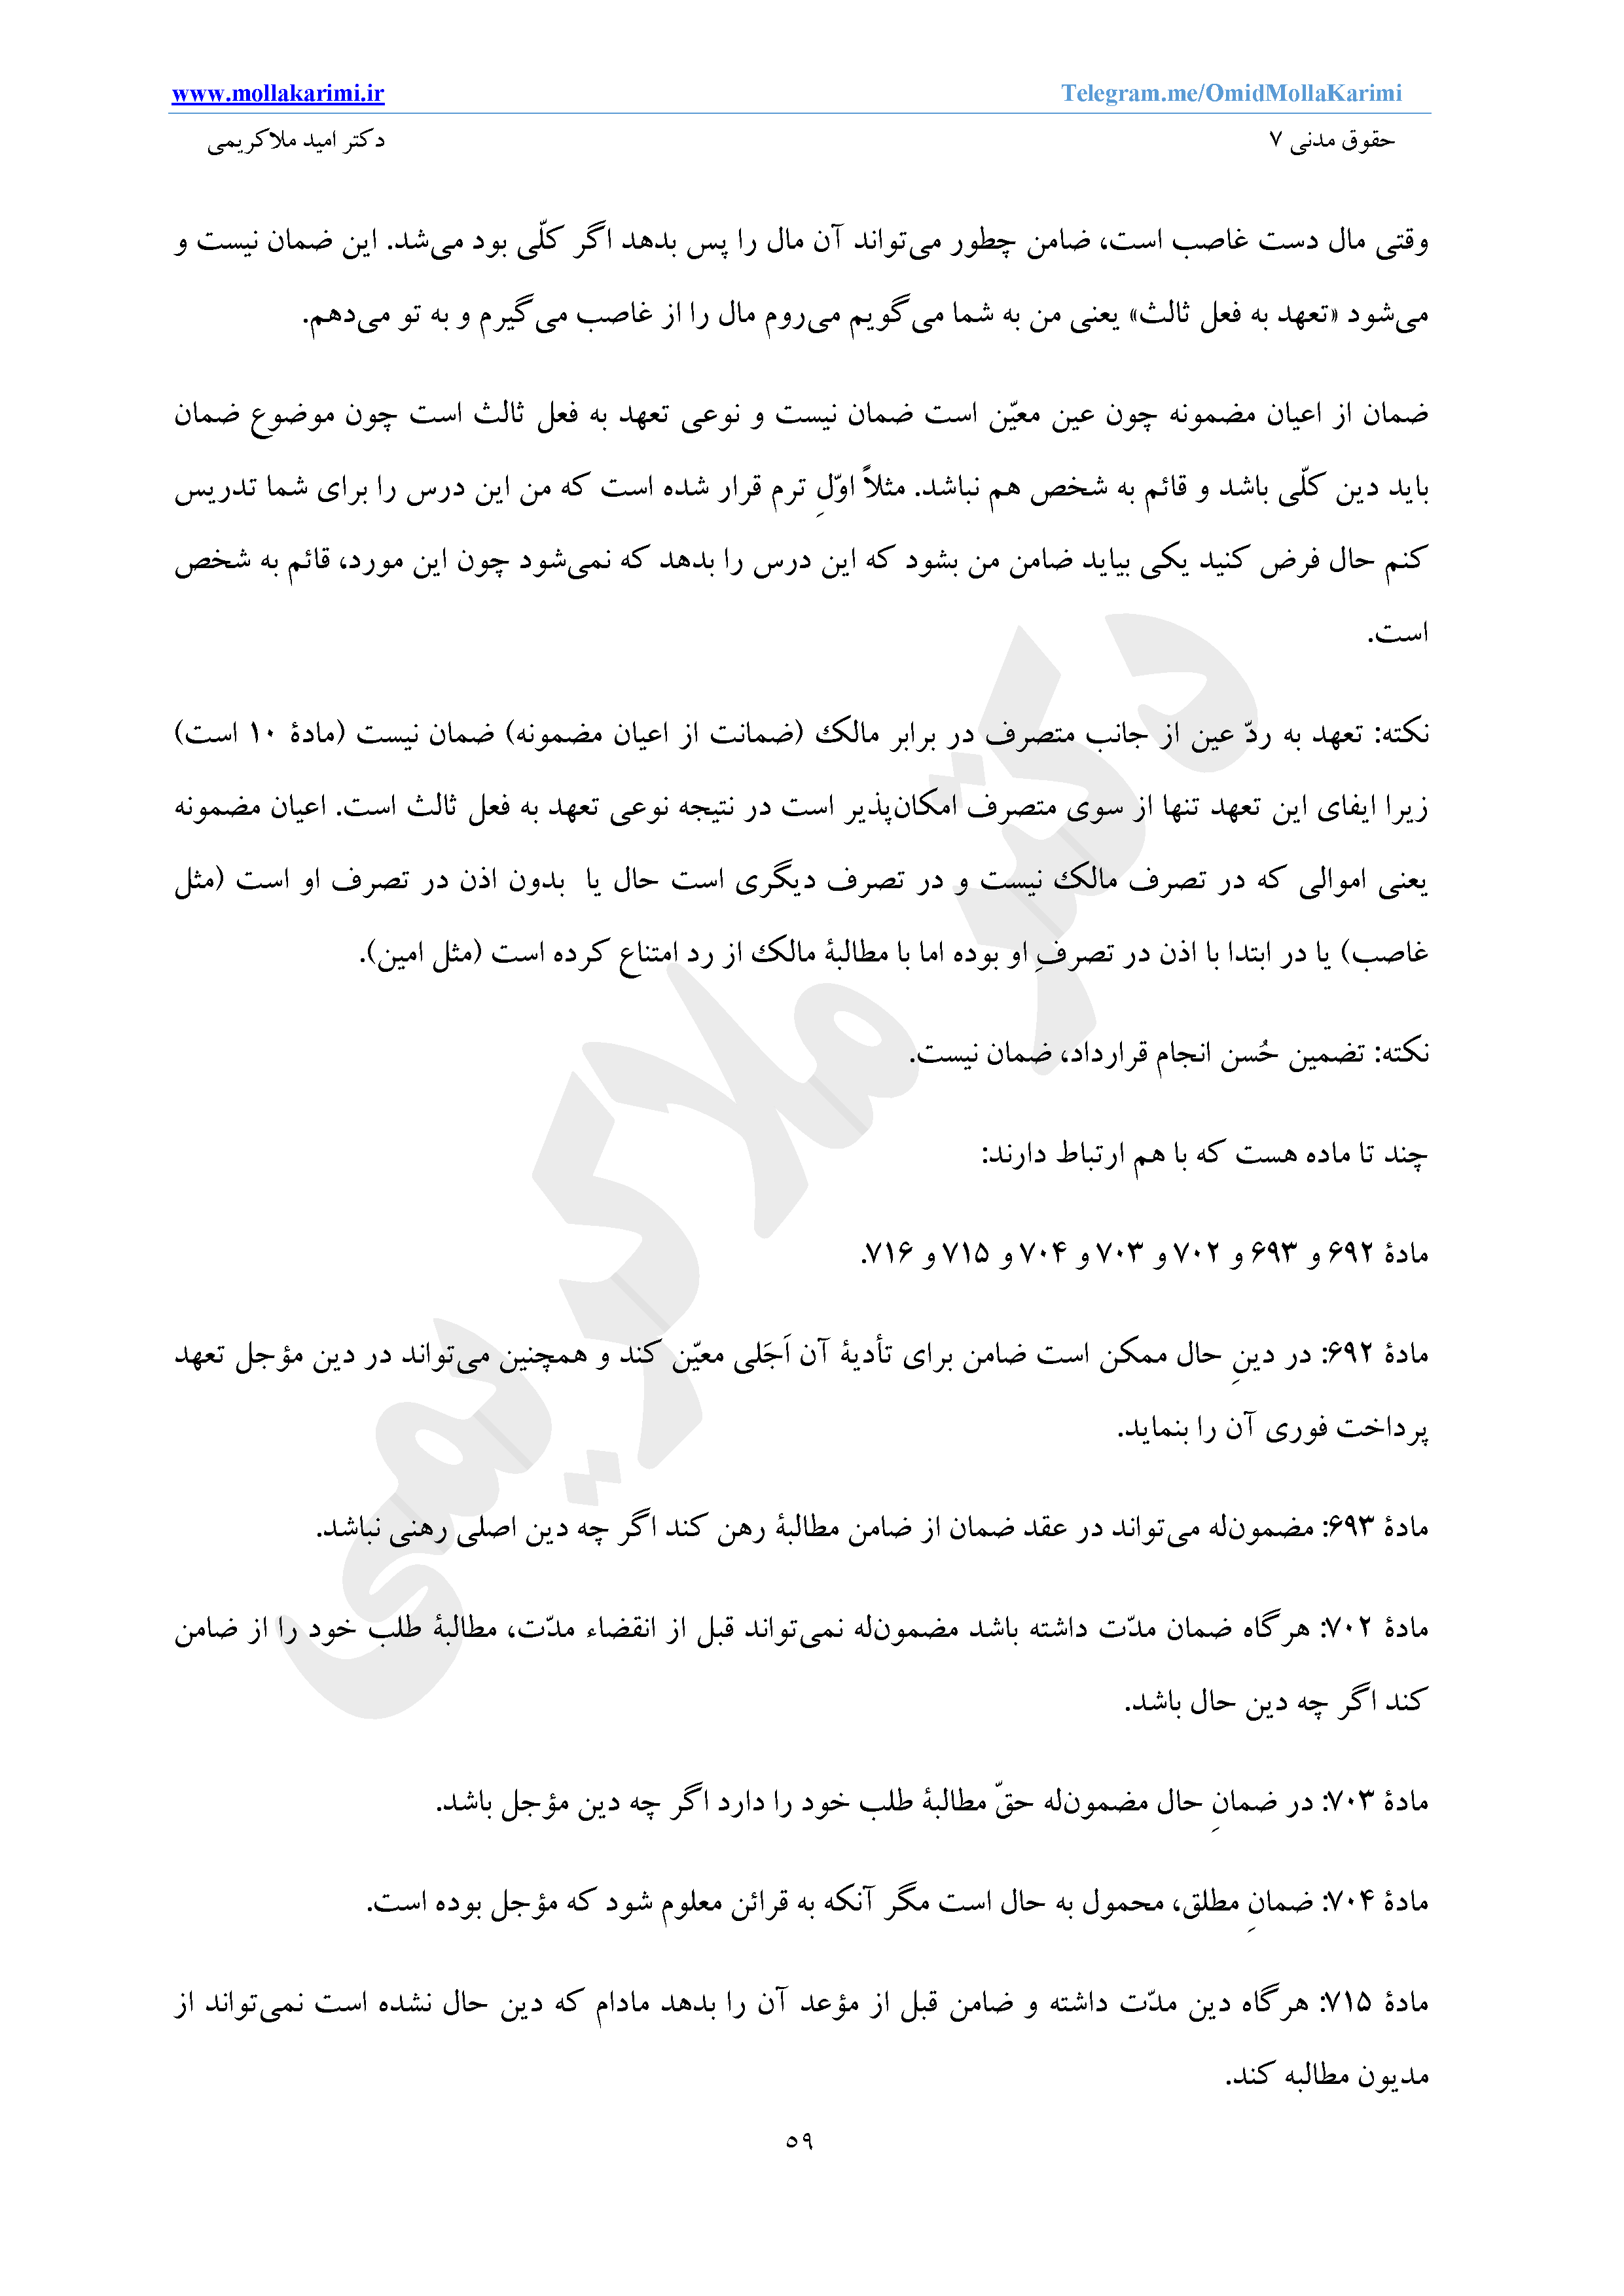 www.mollakarimi.ir Telegram.me/OmidMollaKarimi
حقوق مدنی ۷ دکتر امید ملاکریمی
وقتی مال دست غاصب است، ضامن چطور می‌تواند آن مال را پس بدهد اگر کلّی بود می‌شد. این ضمان نیست و
می‌شود «تعهد به فعل ثالث» یعنی من به شما می‌گویم می‌روم مال را از غاصب می‌گیرم و به تو می‌دهم.
ضمان از اعیان مضمونه چون عین معیّن است ضمان نیست و نوعی تعهد به فعل ثالث است چون موضوع ضمان
باید دین کلّی باشد و قائم به شخص هم نباشد. مثلاً اوّلِ ترم قرار شده است که من این درس را برای شما تدریس
کنم حال فرض کنید یکی بیاید ضامن من بشود که این درس را بدهد که نمی‌شود چون این مورد، قائم به شخص
است.
نکته: تعهد به ردّ عین از جانب متصرف در برابر مالک (ضمانت از اعیان مضمونه) ضمان نیست (مادهٔ ۱۰ است)
زیرا ایفای این تعهد تنها از سوی متصرف امکان‌پذیر است در نتیجه نوعی تعهد به فعل ثالث است. اعیان مضمونه
یعنی اموالی که در تصرف مالک نیست و در تصرف دیگری است حال یا بدون اذن در تصرف او است (مثل
غاصب) یا در ابتدا با اذن در تصرفِ او بوده اما با مطالبهٔ مالک از رد امتناع کرده است (مثل امین).
نکته: تضمین حُسن انجام قرارداد، ضمان نیست.
چند تا ماده هست که با هم ارتباط دارند:
مادهٔ ۶۹۲ و ۶۹۳ و ۷۰۲ و ۷۰۳ و ۷۰۴ و ۷۱۵ و ۷۱۶.
مادهٔ ۶۹۲: در دینِ حال ممکن است ضامن برای تأدیهٔ آن اَجَلی معیّن کند و همچنین می‌تواند در دین مؤجل تعهد
پرداخت فوری آن را بنماید.
مادهٔ ۶۹۳: مضمون‌له می‌تواند در عقد ضمان از ضامن مطالبهٔ رهن کند اگر چه دین اصلی رهنی نباشد.
مادهٔ ۷۰۲: هرگاه ضمان مدّت داشته باشد مضمون‌له نمی‌تواند قبل از انقضاء مدّت، مطالبهٔ طلب خود را از ضامن
کند اگر چه دین حال باشد.
مادهٔ ۷۰۳: در ضمانِ حال مضمون‌له حقّ مطالبهٔ طلب خود را دارد اگر چه دین مؤجل باشد.
مادهٔ ۷۰۴: ضمانِ مطلق، محمول به حال است مگر آنکه به قرائن معلوم شود که مؤجل بوده است.
مادهٔ ۷۱۵: هرگاه دین مدّت داشته و ضامن قبل از مؤعد آن را بدهد مادام که دین حال نشده است نمی‌تواند از
مدیون مطالبه کند.
۵۹
دکتر ملاکریمی